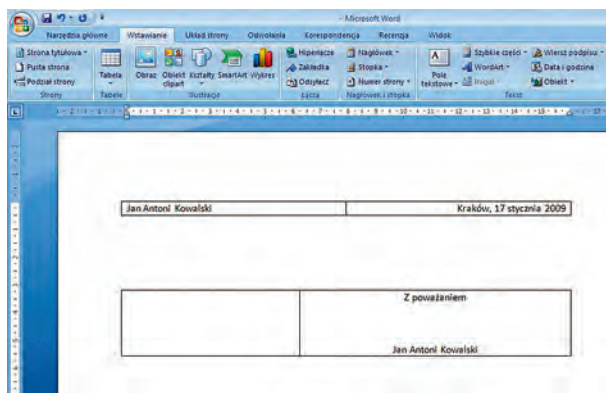 - Microsoft Word
Narzędzia główne Wstawianie Układ strony Odwołania Korespondencja Recenzja Widok
Strona tytułowa
Pusta strona
Podział strony
Strony
Tabela
Tabele
Obraz Obiekt clipart Kształty SmartArt Wykres
Ilustracje
Hiperłącze
Zakładka
Odsyłacz
Łącza
Nagłówek
Stopka
Numer strony
Nagłówek i stopka
Pole tekstowe
Szybkie części
WordArt
Inicjał
Wiersz podpisu
Data i godzina
Obiekt
Tekst
Jan Antoni Kowalski Kraków, 17 stycznia 2009
Z poważaniem
Jan Antoni Kowalski